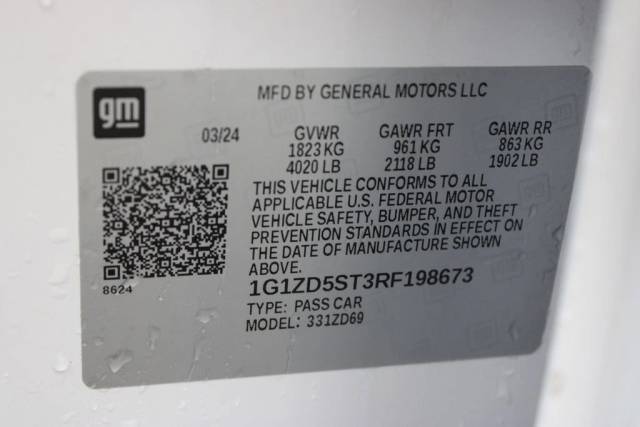 gm
MFD BY GENERAL MOTORS LLC
03/24 GVWR GAWR FRT GAWR RR
1823 KG 961 KG 863 KG
4020 LB 2118 LB 1902 LB
THIS VEHICLE CONFORMS TO ALL
APPLICABLE U.S. FEDERAL MOTOR
VEHICLE SAFETY, BUMPER, AND THEFT
PREVENTION STANDARDS IN EFFECT ON
THE DATE OF MANUFACTURE SHOWN
ABOVE.
8624
1G1ZD5ST3RF198673
TYPE: PASS CAR
MODEL: 331ZD69